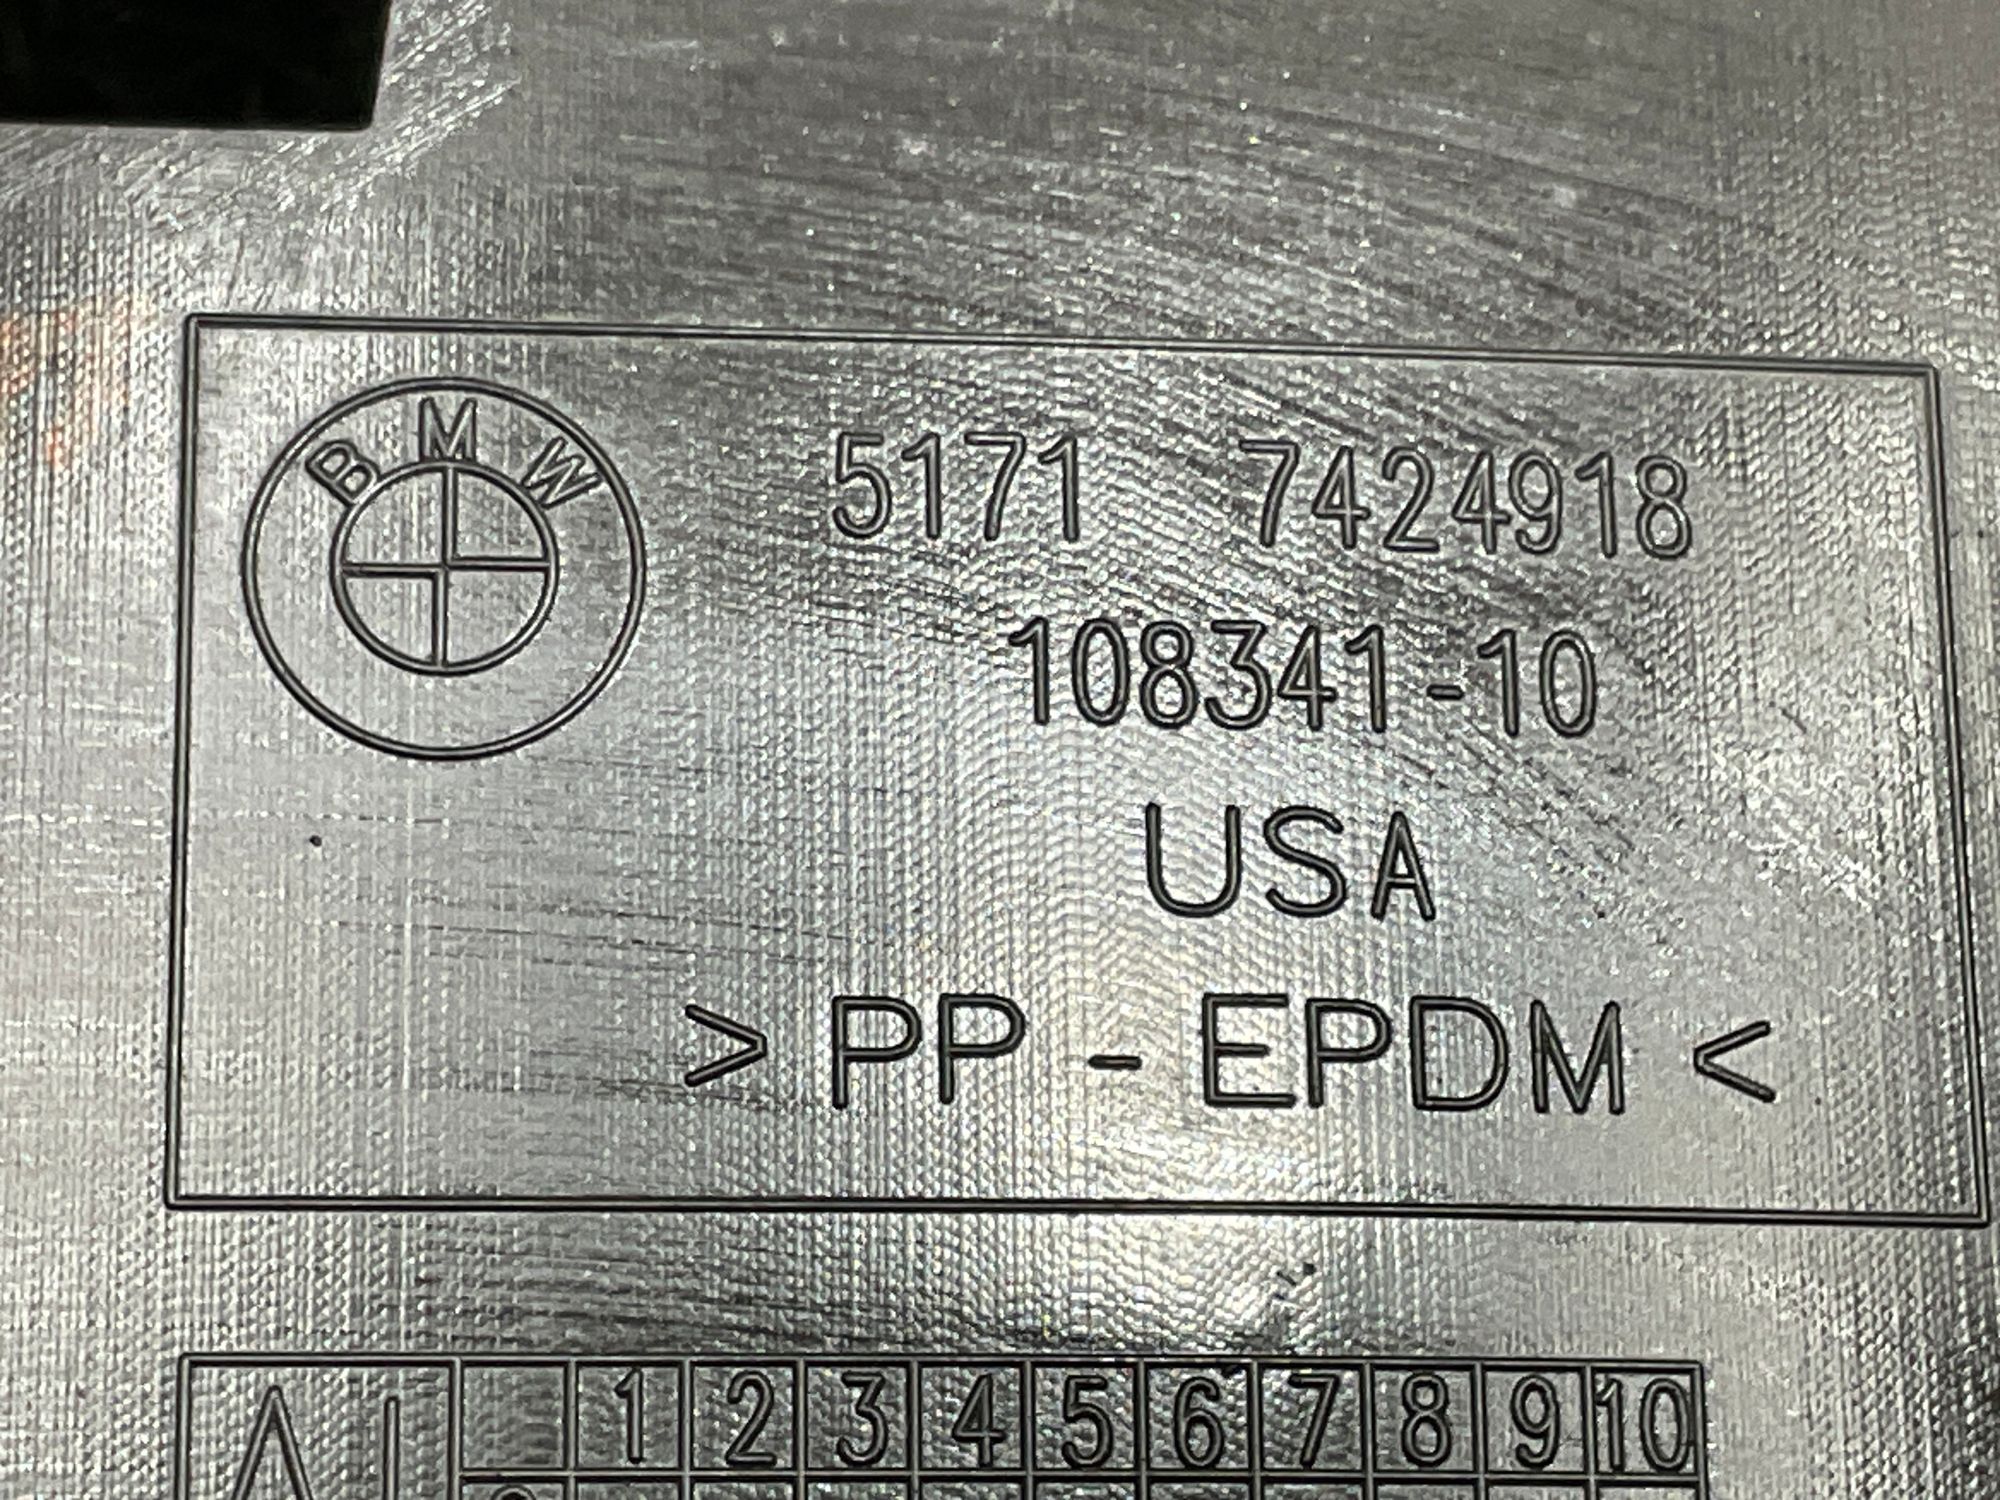 BMW
5171 7424918
108341-10
USA
>PP-EPDM<
1 2 3 4 5 6 7 8 9 10